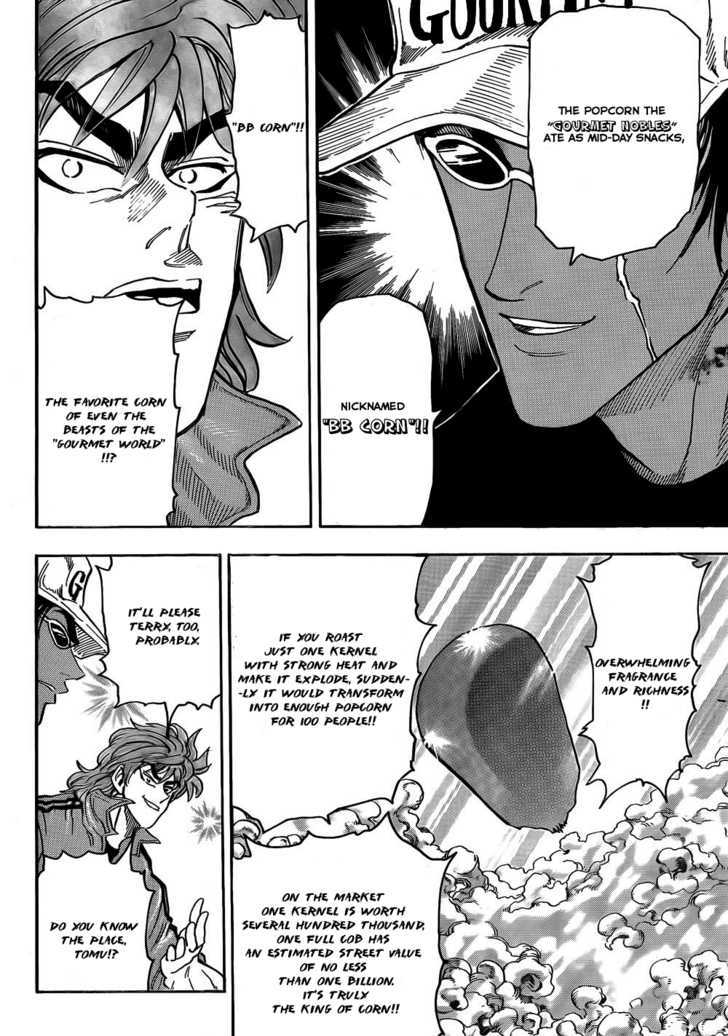 GOURMET
THE POPCORN THE
"GOURMET NOBLES"
ATE AS MID-DAY SNACKS,
NICKNAMED
"BB CORN"!!
"BB CORN"!!
THE FAVORITE CORN
OF EVEN THE
BEASTS OF THE
"GOURMET WORLD"
!!?
OVERWHELMING
FRAGRANCE
AND RICHNESS
!!
IF YOU ROAST
JUST ONE KERNEL
WITH STRONG HEAT AND
MAKE IT EXPLODE, SUDDEN-
-LY IT WOULD TRANSFORM
INTO ENOUGH POPCORN
FOR 100 PEOPLE!!
ON THE MARKET
ONE KERNEL IS WORTH
SEVERAL HUNDRED THOUSAND,
ONE FULL COB HAS
AN ESTIMATED STREET VALUE
OF NO LESS
THAN ONE BILLION.
IT'S TRULY
THE KING OF CORN!!
G
IT'LL PLEASE
TERRY, TOO,
PROBABLY.
DO YOU KNOW
THE PLACE,
TOMU!?